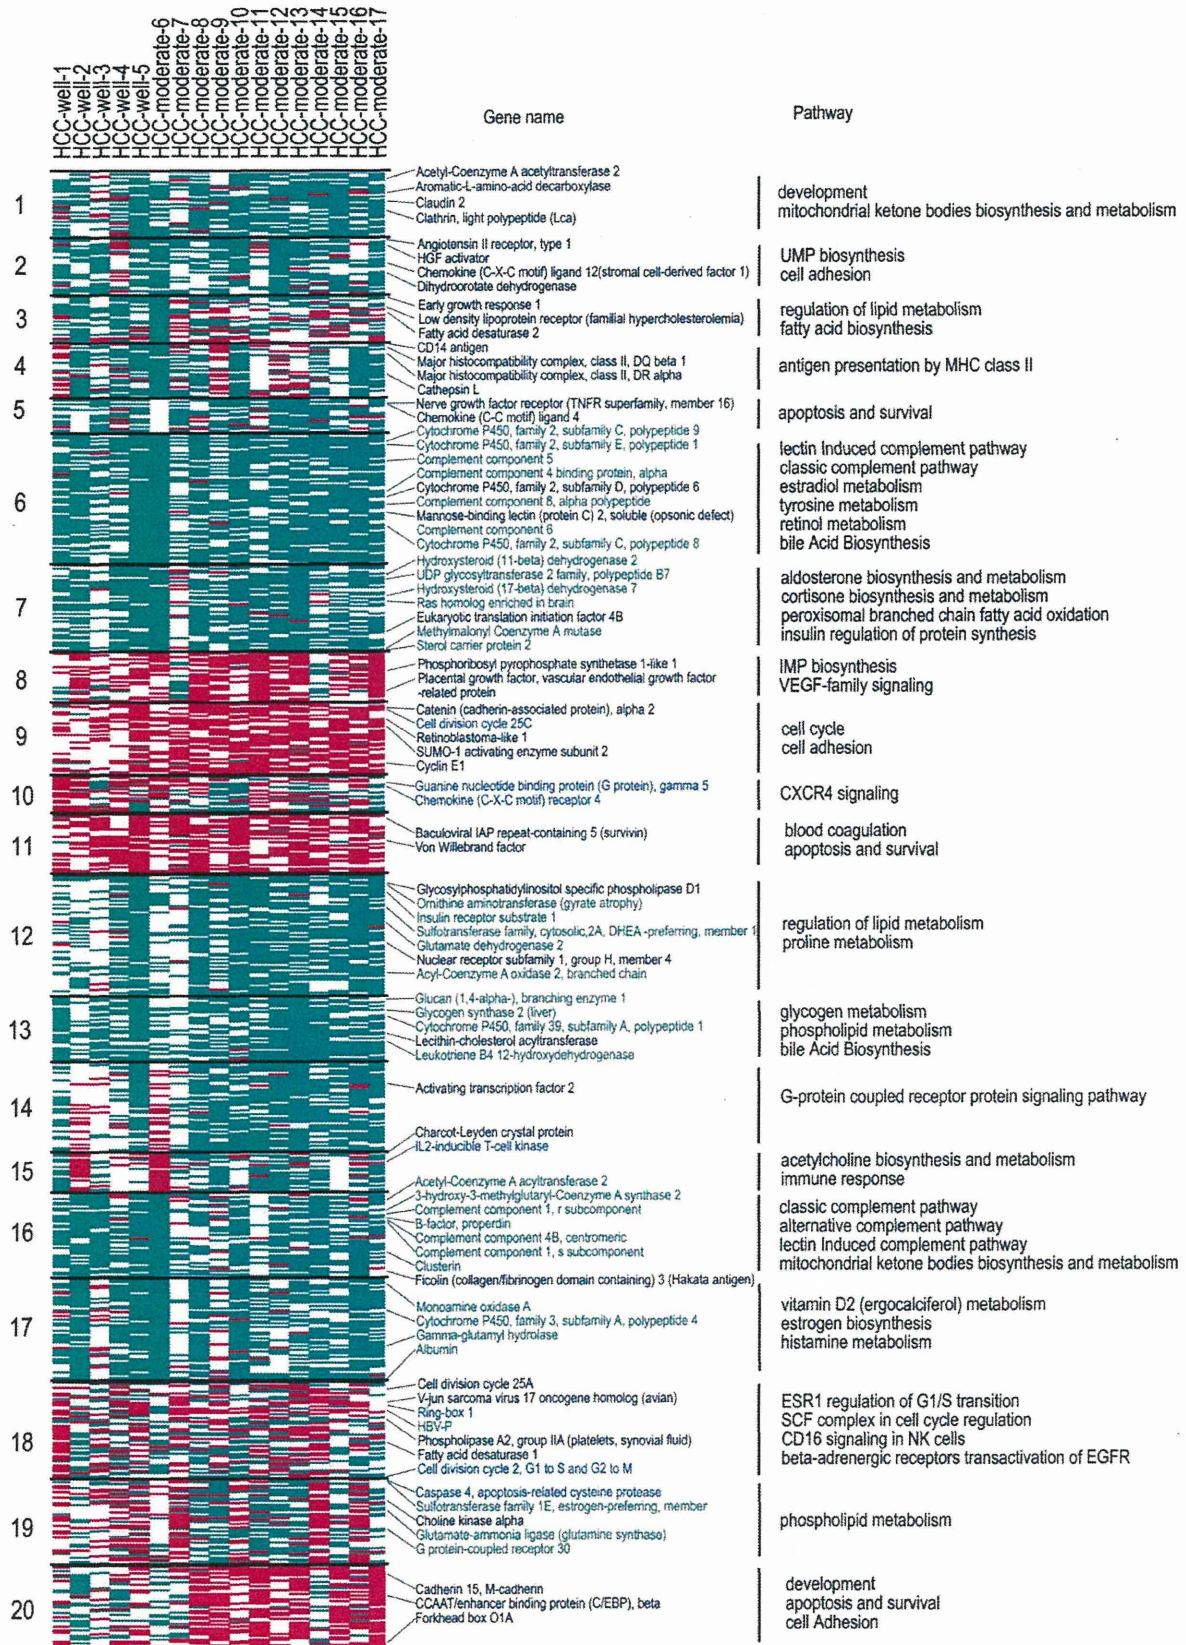 HCC-well-1
HCC-well-2
HCC-well-3
HCC-well-4
HCC-well-5
HCC-moderate-6
HCC-moderate-7
HCC-moderate-8
HCC-moderate-9
HCC-moderate-10
HCC-moderate-11
HCC-moderate-12
HCC-moderate-13
HCC-moderate-14
HCC-moderate-15
HCC-moderate-16
HCC-moderate-17
Gene name
Pathway
1
Acetyl-Coenzyme A acetyltransferase 2
Aromatic-L-amino-acid decarboxylase
Claudin 2
Clathrin, light polypeptide (Lca)
development
mitochondrial ketone bodies biosynthesis and metabolism
2
Angiotensin II receptor, type 1
HGF activator
Chemokine (C-X-C motif) ligand 12(stromal cell-derived factor 1)
Dihydroorotate dehydrogenase
UMP biosynthesis
cell adhesion
3
Early growth response 1
Low density lipoprotein receptor (familial hypercholesterolemia)
Fatty acid desaturase 2
regulation of lipid metabolism
fatty acid biosynthesis
4
CD14 antigen
Major histocompatibility complex, class II, DQ beta 1
Major histocompatibility complex, class II, DR alpha
Cathepsin L
antigen presentation by MHC class II
5
Nerve growth factor receptor (TNFR superfamily, member 16)
Chemokine (C-C motif) ligand 4
apoptosis and survival
6
Cytochrome P450, family 2, subfamily C, polypeptide 9
Cytochrome P450, family 2, subfamily E, polypeptide 1
Complement component 5
Complement component 4 binding protein, alpha
Cytochrome P450, family 2, subfamily D, polypeptide 6
Complement component 8, alpha polypeptide
Mannose-binding lectin (protein C) 2, soluble (opsonic defect)
Complement component 6
Cytochrome P450, family 2, subfamily C, polypeptide 8
lectin Induced complement pathway
classic complement pathway
estradiol metabolism
tyrosine metabolism
retinol metabolism
bile Acid Biosynthesis
7
Hydroxysteroid (11-beta) dehydrogenase 2
UDP glycosyltransferase 2 family, polypeptide B7
Hydroxysteroid (17-beta) dehydrogenase 7
Ras homolog enriched in brain
Eukaryotic translation initiation factor 4B
Methylmalonyl Coenzyme A mutase
Sterol carrier protein 2
aldosterone biosynthesis and metabolism
cortisone biosynthesis and metabolism
peroxisomal branched chain fatty acid oxidation
insulin regulation of protein synthesis
8
Phosphoribosyl pyrophosphate synthetase 1-like 1
Placental growth factor, vascular endothelial growth factor
-related protein
IMP biosynthesis
VEGF-family signaling
9
Catenin (cadherin-associated protein), alpha 2
Cell division cycle 25C
Retinoblastoma-like 1
SUMO-1 activating enzyme subunit 2
Cyclin E1
cell cycle
cell adhesion
10
Guanine nucleotide binding protein (G protein), gamma 5
Chemokine (C-X-C motif) receptor 4
CXCR4 signaling
11
Baculoviral IAP repeat-containing 5 (survivin)
Von Willebrand factor
blood coagulation
apoptosis and survival
12
Glycosylphosphatidylinositol specific phospholipase D1
Ornithine aminotransferase (gyrate atrophy)
Insulin receptor substrate 1
Sulfotransferase family, cytosolic,2A, DHEA -preferring, member 1
Glutamate dehydrogenase 2
Nuclear receptor subfamily 1, group H, member 4
Acyl-Coenzyme A oxidase 2, branched chain
regulation of lipid metabolism
proline metabolism
13
Glucan (1,4-alpha-), branching enzyme 1
Glycogen synthase 2 (liver)
Cytochrome P450, family 39, subfamily A, polypeptide 1
Lecithin-cholesterol acyltransferase
Leukotriene B4 12-hydroxydehydrogenase
glycogen metabolism
phospholipid metabolism
bile Acid Biosynthesis
14
Activating transcription factor 2
Charcot-Leyden crystal protein
G-protein coupled receptor protein signaling pathway
15
IL2-inducible T-cell kinase
acetylcholine biosynthesis and metabolism
immune response
16
Acetyl-Coenzyme A acyltransferase 2
3-hydroxy-3-methylglutaryl-Coenzyme A synthase 2
Complement component 1, r subcomponent
B-factor, properdin
Complement component 4B, centromeric
Complement component 1, s subcomponent
Clusterin
Ficolin (collagen/fibrinogen domain containing) 3 (Hakata antigen)
classic complement pathway
alternative complement pathway
lectin Induced complement pathway
mitochondrial ketone bodies biosynthesis and metabolism
17
Monoamine oxidase A
Cytochrome P450, family 3, subfamily A, polypeptide 4
Gamma-glutamyl hydrolase
Albumin
vitamin D2 (ergocalciferol) metabolism
estrogen biosynthesis
histamine metabolism
18
Cell division cycle 25A
V-jun sarcoma virus 17 oncogene homolog (avian)
Ring-box 1
HBV-P
Phospholipase A2, group IIA (platelets, synovial fluid)
Fatty acid desaturase 1
Cell division cycle 2, G1 to S and G2 to M
ESR1 regulation of G1/S transition
SCF complex in cell cycle regulation
CD16 signaling in NK cells
beta-adrenergic receptors transactivation of EGFR
19
Caspase 4, apoptosis-related cysteine protease
Sulfotransferase family 1E, estrogen-preferring, member
Choline kinase alpha
Glutamate-ammonia ligase (glutamine synthase)
G protein-coupled receptor 30
phospholipid metabolism
20
Cadherin 15, M-cadherin
CCAAT/enhancer binding protein (C/EBP), beta
Forkhead box O1A
development
apoptosis and survival
cell Adhesion